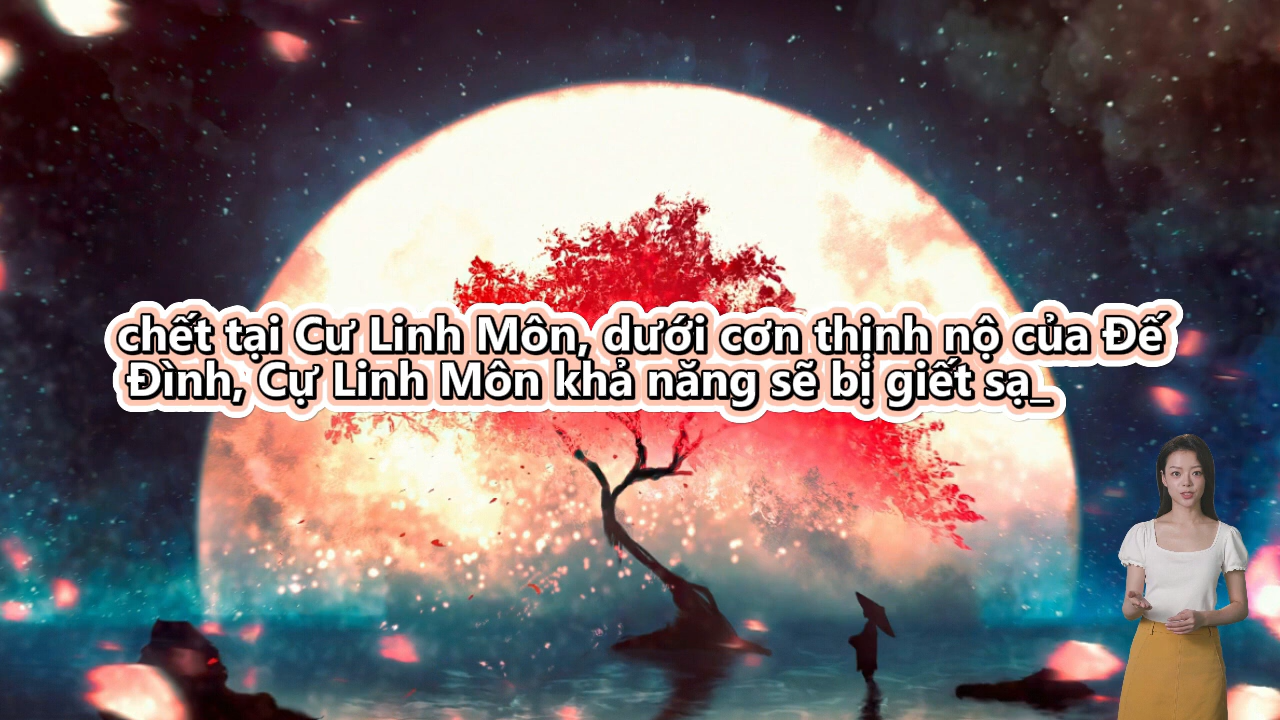 chết tại Cư Linh Môn, dưới cơn thịnh nộ của Đế
Đình, Cự Linh Môn khả năng sẽ bị giết sạ_